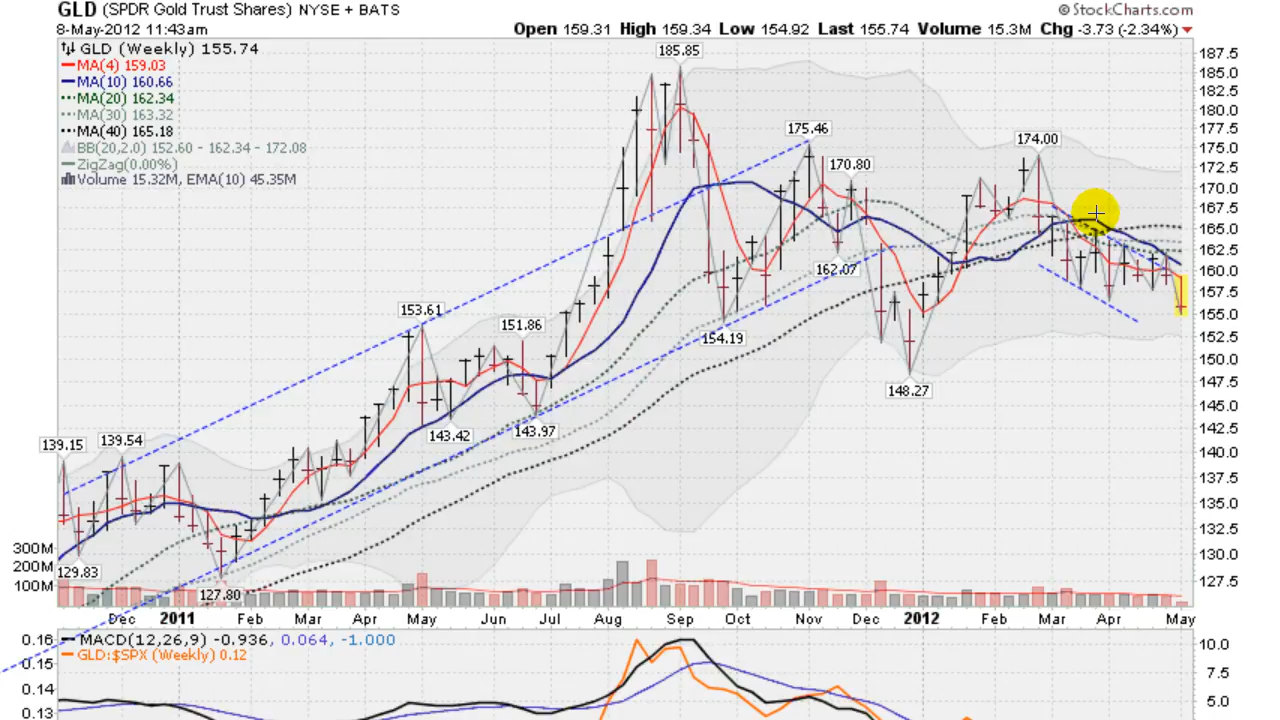 GLD (SPDR Gold Trust Shares) NYSE + BATS © StockCharts.com
8-May-2012 11:43am Open 159.31 High 159.34 Low 154.92 Last 155.74 Volume 15.3M Chg -3.73 (-2.34%)
GLD (Weekly) 155.74
MA(4) 159.03
MA(10) 160.66
MA(20) 162.34
MA(30) 163.32
MA(40) 165.18
BB(20,2.0) 152.60 - 162.34 - 172.08
ZigZag(0.00%)
Volume 15.32M, EMA(10) 45.35M
185.85
175.46
174.00
170.80
162.07
153.61
151.86
154.19
148.27
143.42
143.97
139.15
139.54
129.83
127.80
187.5
185.0
182.5
180.0
177.5
175.0
172.5
170.0
167.5
165.0
162.5
160.0
157.5
155.0
152.5
150.0
147.5
145.0
142.5
140.0
137.5
135.0
132.5
130.0
127.5
300M
200M
100M
Dec 2011 Feb Mar Apr May Jun Jul Aug Sep Oct Nov Dec 2012 Feb Mar Apr May
MACD(12,26,9) -0.936, 0.064, -1.000
GLD:$SPX (Weekly) 0.12
0.16
0.15
0.14
0.13
10.0
7.5
5.0